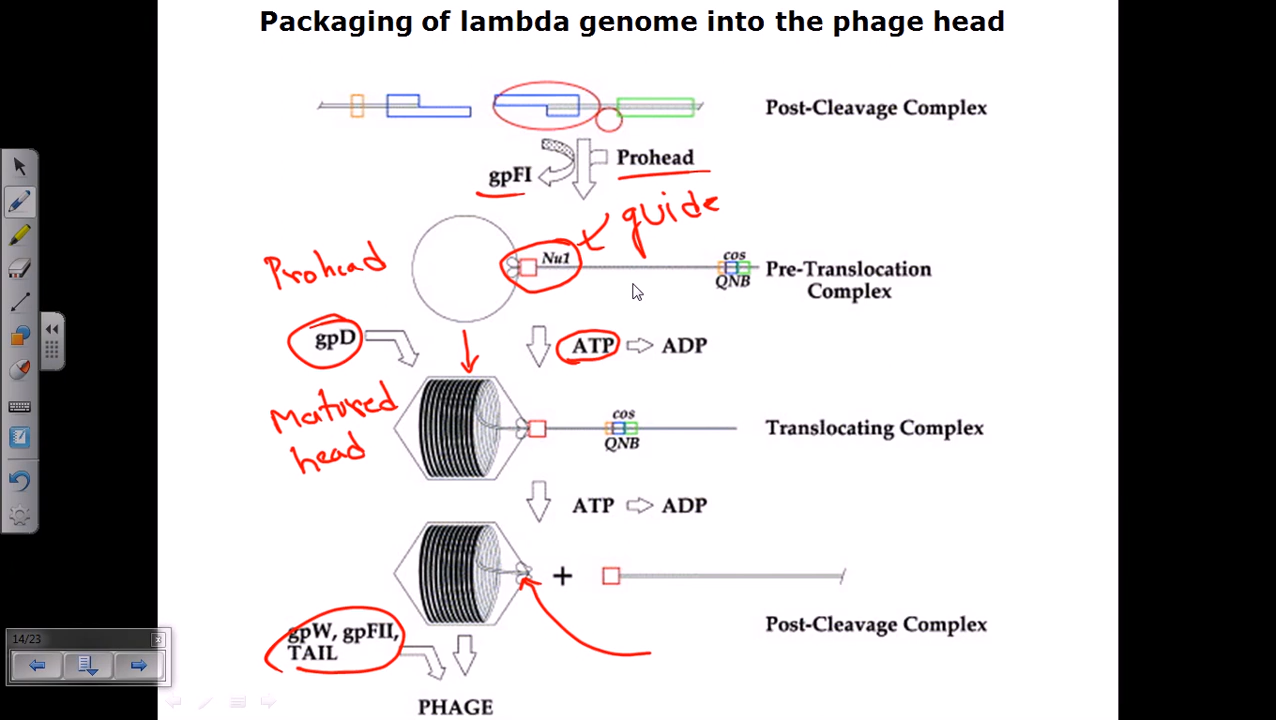 Packaging of lambda genome into the phage head
Post-Cleavage Complex
Prohead
gpFI
guide
Prohead
Nu1
cos
QNB
Pre-Translocation
Complex
gpD
ATP ADP
Matured
head
cos
QNB
Translocating Complex
ATP ADP
+
gpW, gpFII,
TAIL
Post-Cleavage Complex
14/23
PHAGE